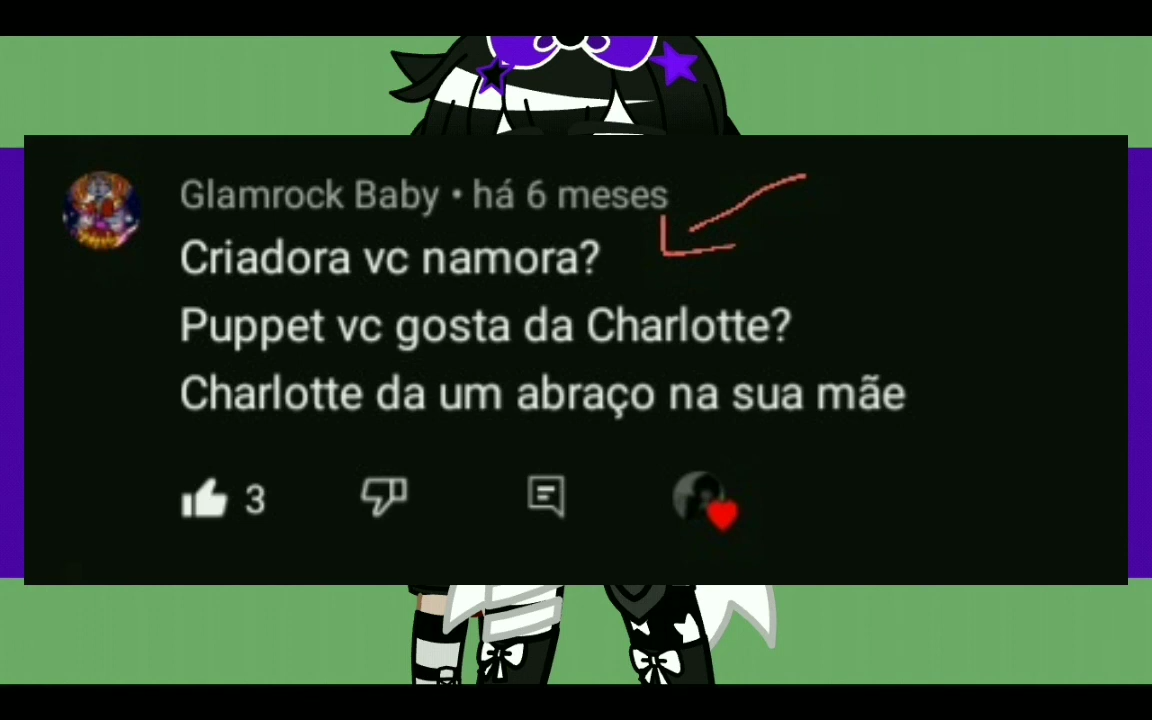 Glamrock Baby • há 6 meses
Criadora vc namora?
Puppet vc gosta da Charlotte?
Charlotte da um abraço na sua mãe
3